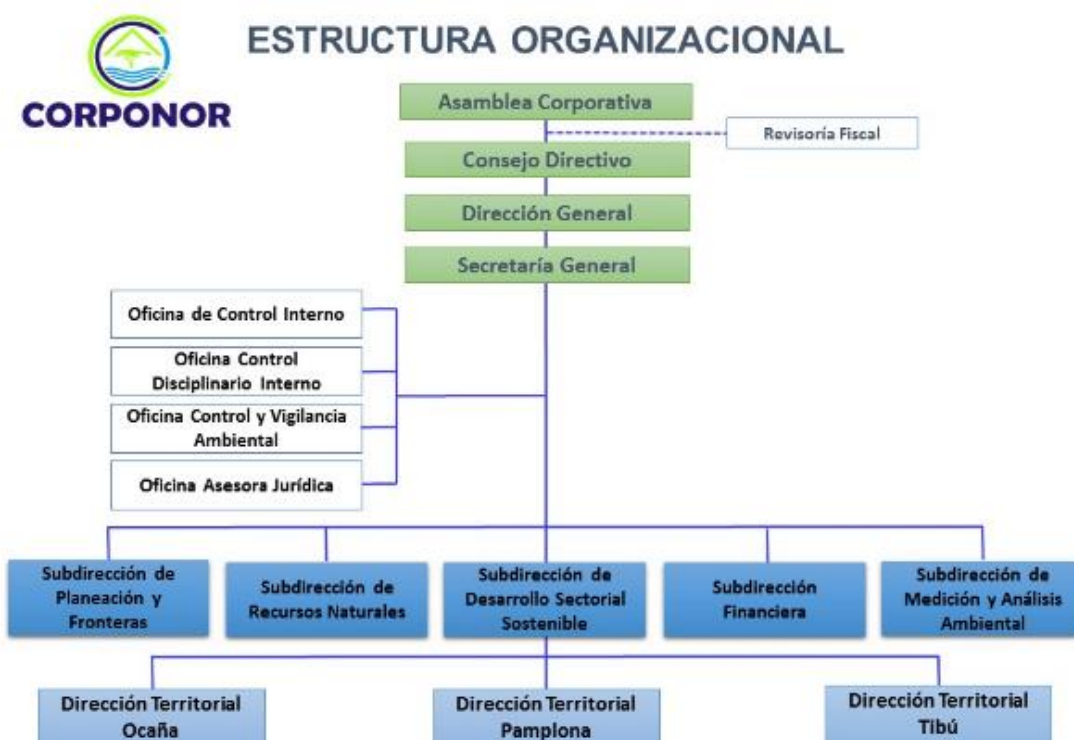 ESTRUCTURA ORGANIZACIONAL
CORPONOR
Asamblea Corporativa
Revisoría Fiscal
Consejo Directivo
Dirección General
Secretaría General
Oficina de Control Interno
Oficina Control
Disciplinario Interno
Oficina Control y Vigilancia
Ambiental
Oficina Asesora Jurídica
Subdirección de
Planeación y
Fronteras
Subdirección de
Recursos Naturales
Subdirección de
Desarrollo Sectorial
Sostenible
Subdirección
Financiera
Subdirección de
Medición y Análisis
Ambiental
Dirección Territorial
Ocaña
Dirección Territorial
Pamplona
Dirección Territorial
Tibú